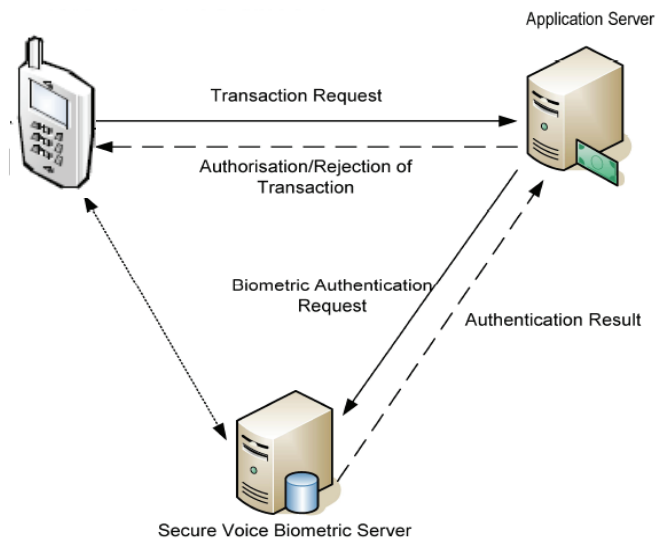 Application Server
Transaction Request
Authorisation/Rejection of
Transaction
Biometric Authentication
Request
Authentication Result
Secure Voice Biometric Server